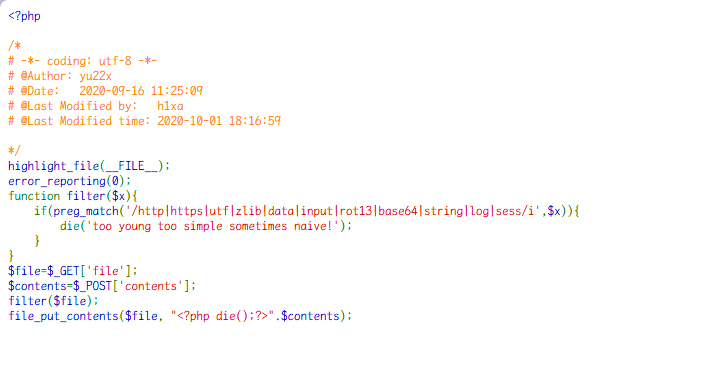 <?php

/*
# -*- coding: utf-8 -*-
# @Author: yu22x
# @Date:   2020-09-16 11:25:09
# @Last Modified by:   h1xa
# @Last Modified time: 2020-10-01 18:16:59

*/
highlight_file(__FILE__);
error_reporting(0);
function filter($x){
    if(preg_match('/http|https|utf|zlib|data|input|rot13|base64|string|log|sess/i',$x)){
        die('too young too simple sometimes naive!');
    }
}
$file=$_GET['file'];
$contents=$_POST['contents'];
filter($file);
file_put_contents($file, "<?php die();?>".$contents);